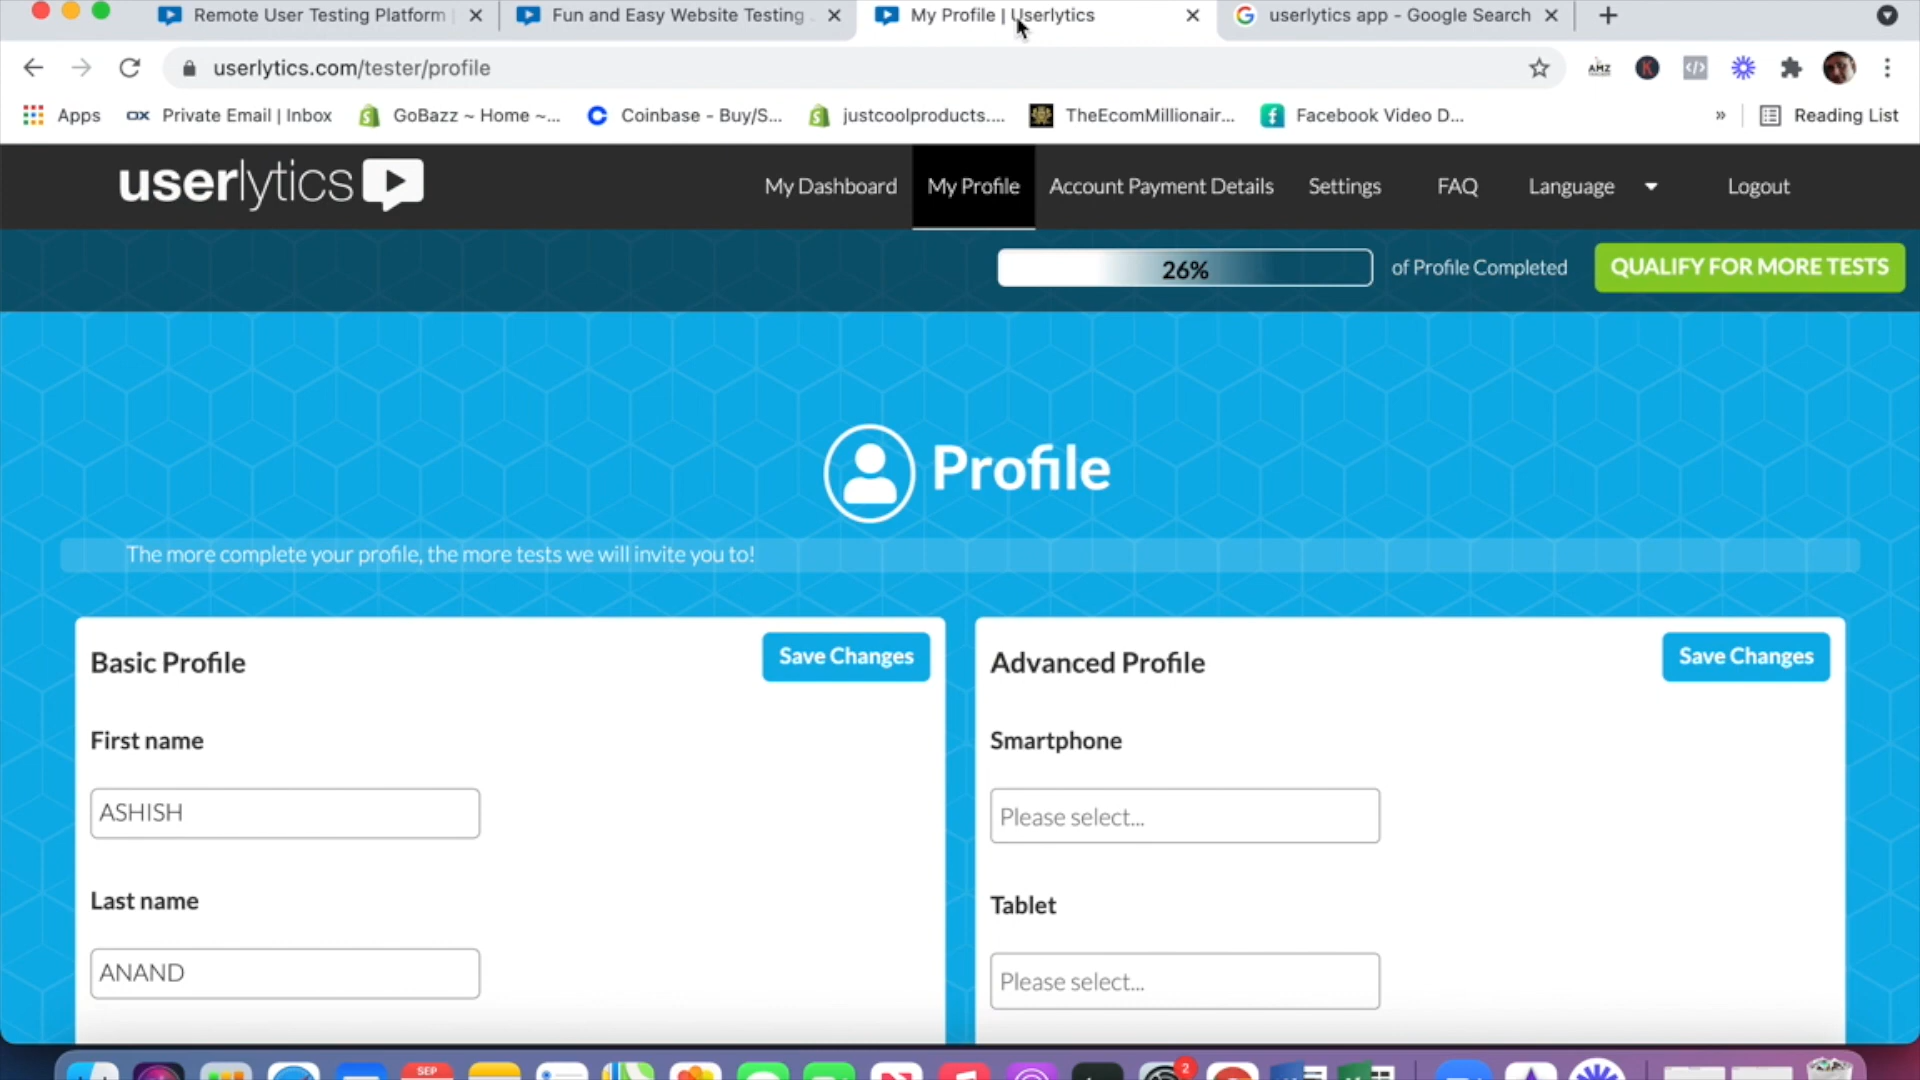 Remote User Testing Platform
Fun and Easy Website Testing
My Profile | Userlytics
userlytics app - Google Search
userlytics.com/tester/profile
AMZ
K
Apps
OX Private Email | Inbox
GoBazz ~ Home ~...
Coinbase - Buy/S...
justcoolproducts....
TheEcomMillionair...
Facebook Video D...
» Reading List
userlytics
My Dashboard
My Profile
Account Payment Details
Settings
FAQ
Language
Logout
26%
of Profile Completed
QUALIFY FOR MORE TESTS
Profile
The more complete your profile, the more tests we will invite you to!
Basic Profile
Save Changes
First name
ASHISH
Last name
ANAND
Advanced Profile
Save Changes
Smartphone
Please select...
Tablet
Please select...
SEP
2